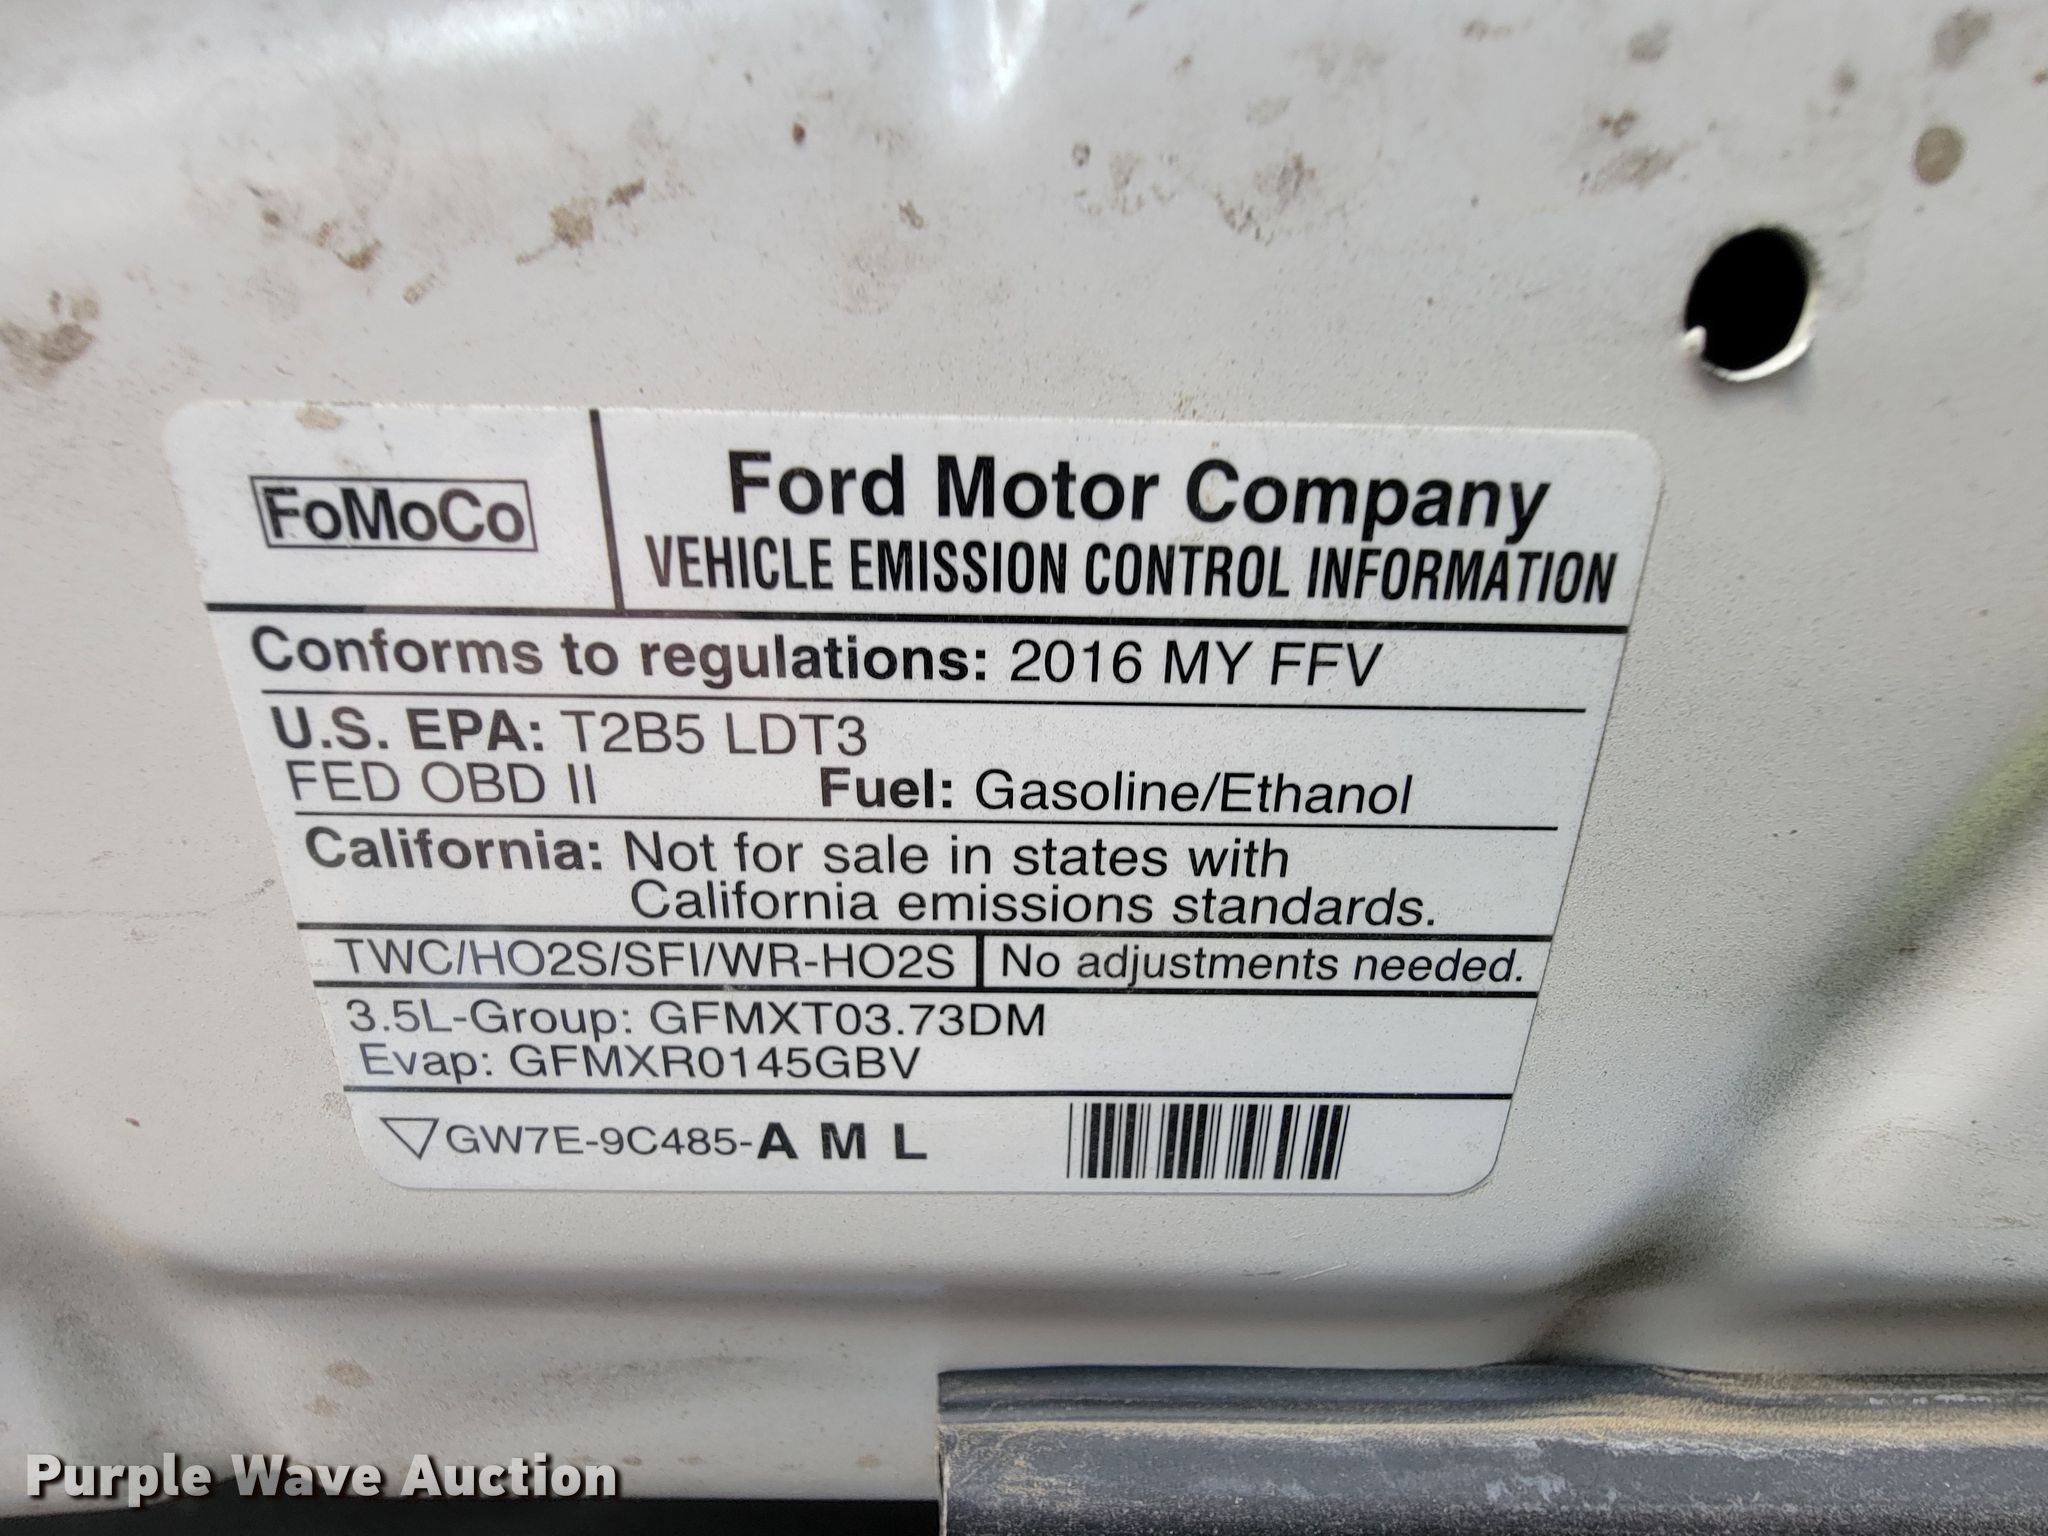 FoMoCo
Ford Motor Company
VEHICLE EMISSION CONTROL INFORMATION
Conforms to regulations: 2016 MY FFV
U.S. EPA: T2B5 LDT3
FED OBD II Fuel: Gasoline/Ethanol
California: Not for sale in states with
California emissions standards.
TWC/HO2S/SFI/WR-HO2S No adjustments needed.
3.5L-Group: GFMXT03.73DM
Evap: GFMXR0145GBV
GW7E-9C485-A M L
Purple Wave Auction